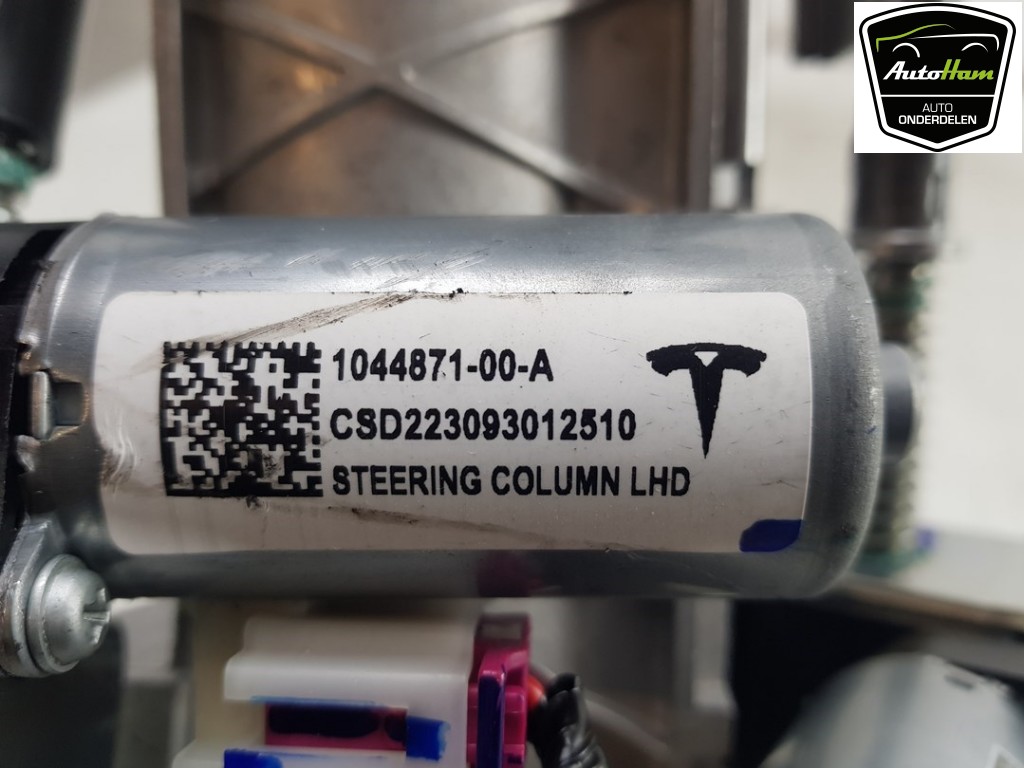 AutoHam
AUTO
ONDERDELEN
1044871-00-A
CSD223093012510
STEERING COLUMN LHD